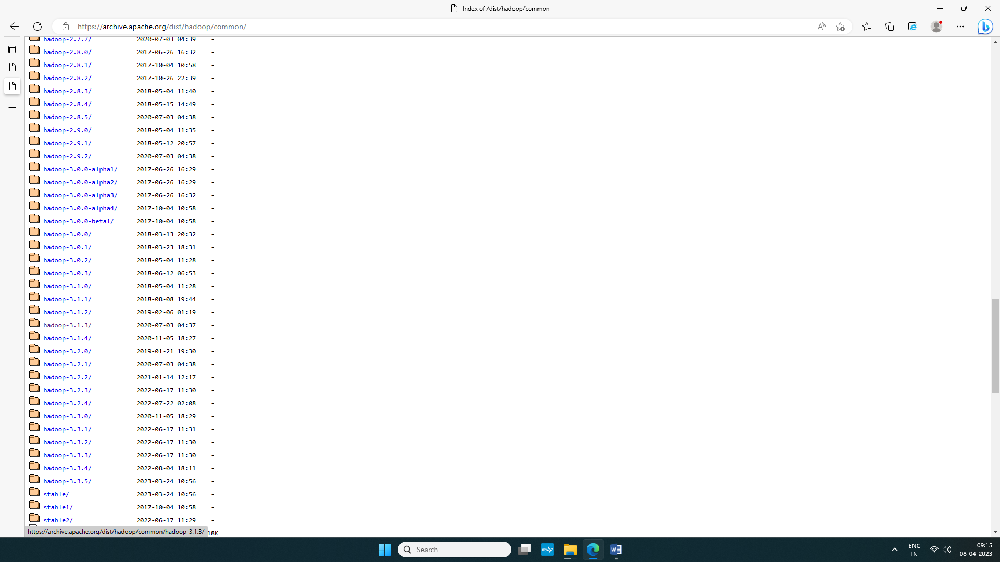 Index of /dist/hadoop/common
https://archive.apache.org/dist/hadoop/common/
hadoop-2.7.7/ 2020-07-03 04:39 -
hadoop-2.8.0/ 2017-06-26 16:32 -
hadoop-2.8.1/ 2017-10-04 10:58 -
hadoop-2.8.2/ 2017-10-26 22:39 -
hadoop-2.8.3/ 2018-05-04 11:40 -
hadoop-2.8.4/ 2018-05-15 14:49 -
hadoop-2.8.5/ 2020-07-03 04:38 -
hadoop-2.9.0/ 2018-05-04 11:35 -
hadoop-2.9.1/ 2018-05-12 20:57 -
hadoop-2.9.2/ 2020-07-03 04:38 -
hadoop-3.0.0-alpha1/ 2017-06-26 16:29 -
hadoop-3.0.0-alpha2/ 2017-06-26 16:29 -
hadoop-3.0.0-alpha3/ 2017-06-26 16:32 -
hadoop-3.0.0-alpha4/ 2017-10-04 10:58 -
hadoop-3.0.0-beta1/ 2017-10-04 10:58 -
hadoop-3.0.0/ 2018-03-13 20:32 -
hadoop-3.0.1/ 2018-03-23 18:31 -
hadoop-3.0.2/ 2018-05-04 11:28 -
hadoop-3.0.3/ 2018-06-12 06:53 -
hadoop-3.1.0/ 2018-05-04 11:28 -
hadoop-3.1.1/ 2018-08-08 19:44 -
hadoop-3.1.2/ 2019-02-06 01:19 -
hadoop-3.1.3/ 2020-07-03 04:37 -
hadoop-3.1.4/ 2020-11-05 18:27 -
hadoop-3.2.0/ 2019-01-21 19:30 -
hadoop-3.2.1/ 2020-07-03 04:38 -
hadoop-3.2.2/ 2021-01-14 12:17 -
hadoop-3.2.3/ 2022-06-17 11:30 -
hadoop-3.2.4/ 2022-07-22 02:08 -
hadoop-3.3.0/ 2020-11-05 18:29 -
hadoop-3.3.1/ 2022-06-17 11:31 -
hadoop-3.3.2/ 2022-06-17 11:30 -
hadoop-3.3.3/ 2022-06-17 11:30 -
hadoop-3.3.4/ 2022-08-04 18:11 -
hadoop-3.3.5/ 2023-03-24 10:56 -
stable/ 2023-03-24 10:56 -
stable1/ 2017-10-04 10:58 -
stable2/ 2022-06-17 11:29 -
https://archive.apache.org/dist/hadoop/common/hadoop-3.1.3/ 18K
Search
myhp
ENG
IN
09:15
08-04-2023